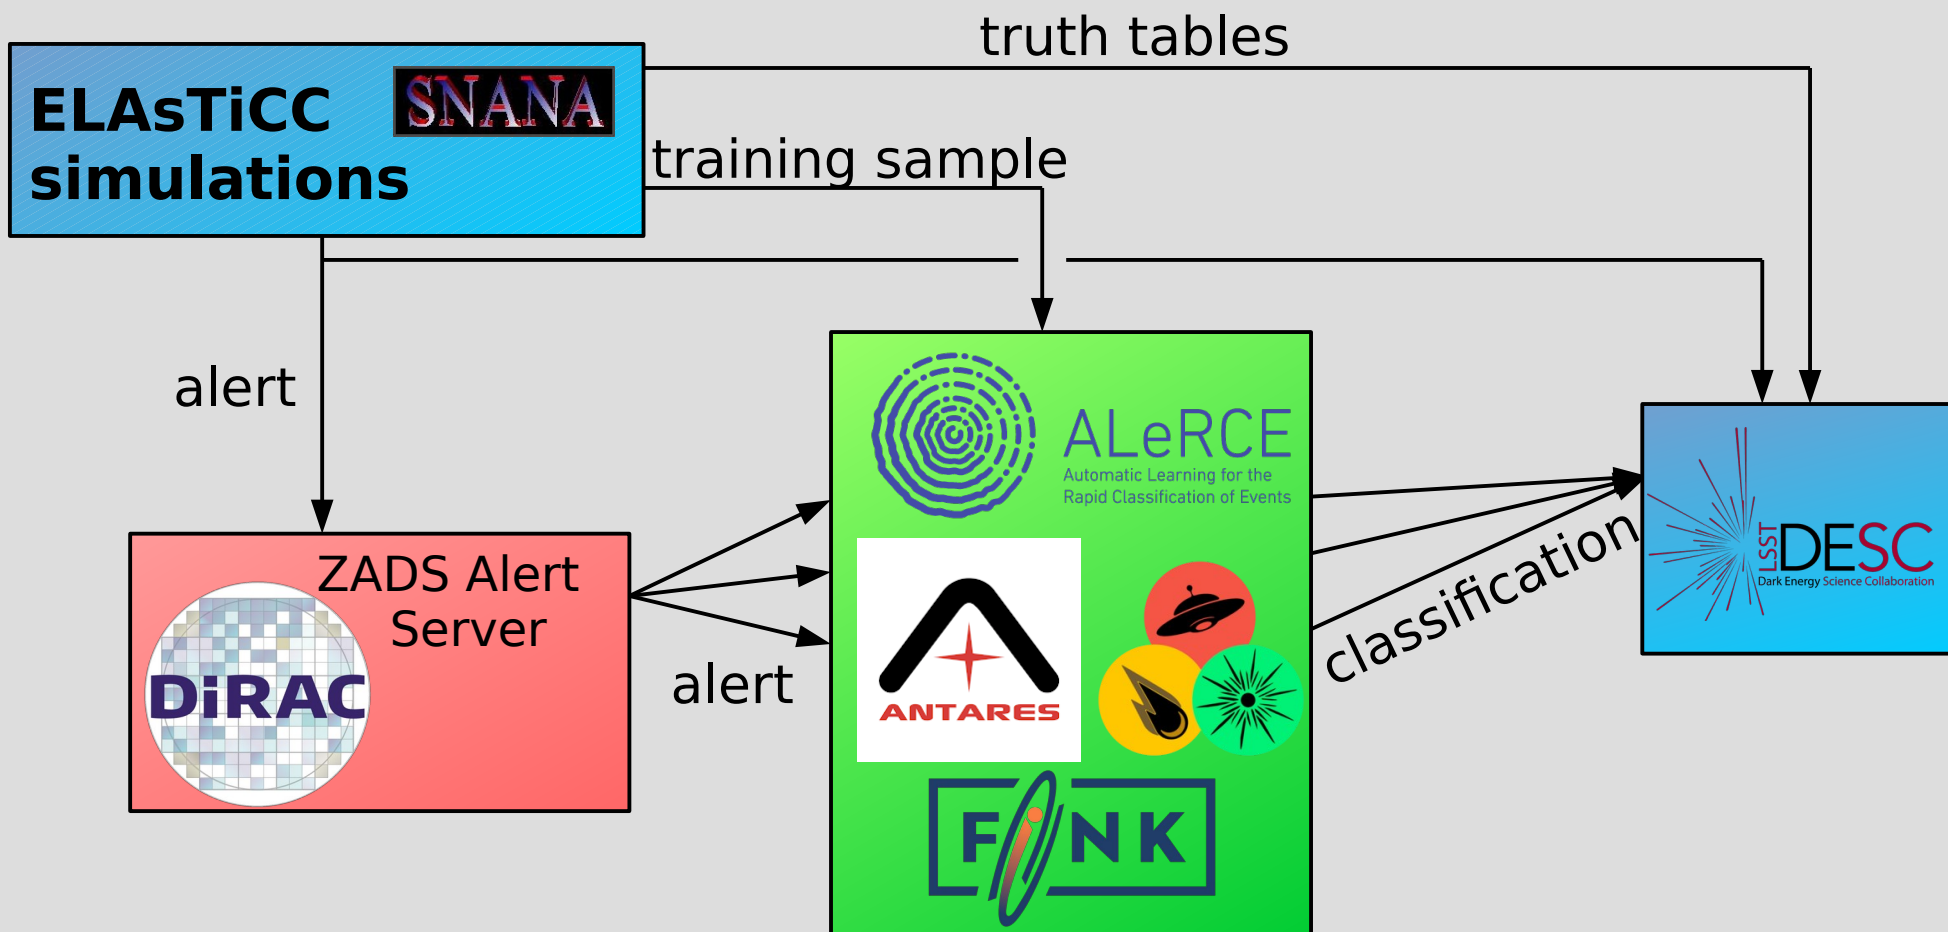 truth tables
ELAsTiCC
simulations
SNANA
training sample
alert
ZADS Alert
Server
DiRAC
alert
ALeRCE
Automatic Learning for the
Rapid Classification of Events
ANTARES
FiNK
classification
LSST
DESC
Dark Energy Science Collaboration